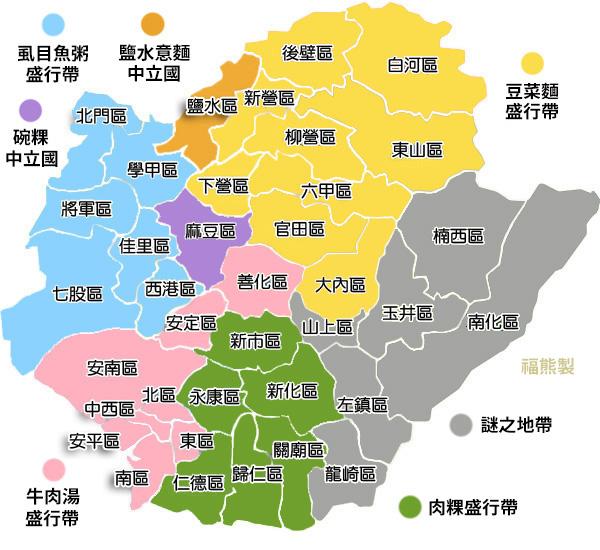 虱目魚粥
盛行帶
鹽水意麵
中立國
碗粿
中立國
豆菜麵
盛行帶
後壁區
白河區
鹽水區
新營區
北門區
柳營區
東山區
學甲區
下營區
六甲區
將軍區
麻豆區
官田區
楠西區
佳里區
七股區
西港區
善化區
大內區
安定區
山上區
玉井區
南化區
新市區
安南區
福熊製
北區
永康區
新化區
左鎮區
中西區
謎之地帶
安平區
東區
關廟區
南區
仁德區
歸仁區
龍崎區
牛肉湯
盛行帶
肉粿盛行帶